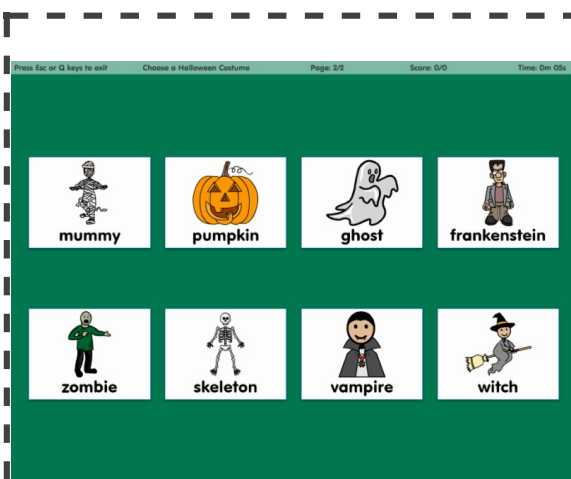 Press Esc or Q keys to exit Choose a Halloween Costume Page: 2/2 Score: 0/0 Time: 0m 05s
mummy pumpkin ghost frankenstein
zombie skeleton vampire witch